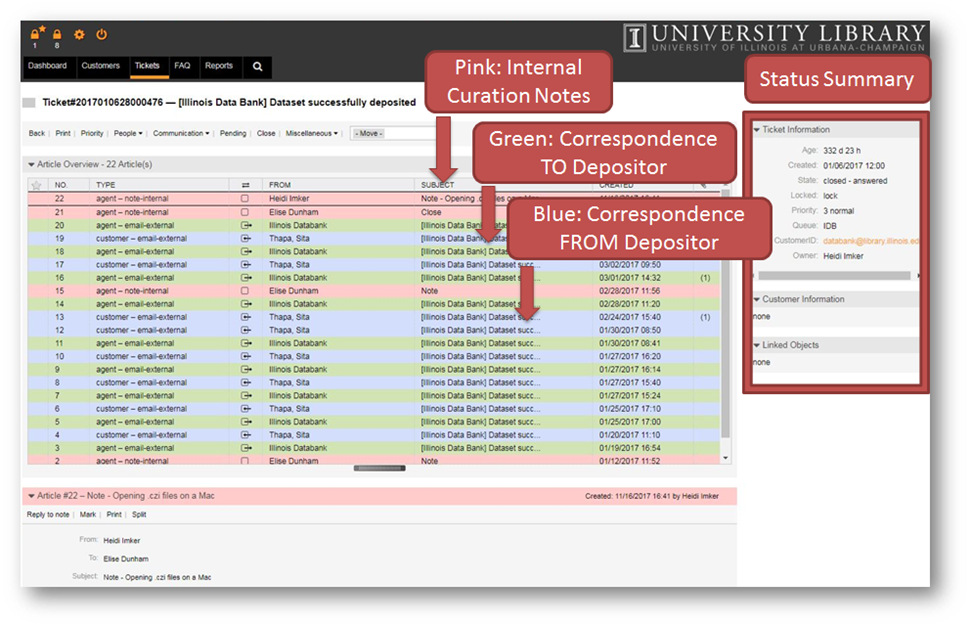 1 8
UNIVERSITY LIBRARY
UNIVERSITY OF ILLINOIS AT URBANA-CHAMPAIGN
Dashboard Customers Tickets FAQ Reports
Pink: Internal
Curation Notes
Status Summary
Ticket#2017010628000476 — [Illinois Data Bank] Dataset successfully deposited
Back | Print | Priority | People | Communication | Pending | Close | Miscellaneous | - Move -
Green: Correspondence
TO Depositor
Blue: Correspondence
FROM Depositor
Article Overview - 22 Article(s)
NO. TYPE FROM SUBJECT CREATED
22 agent – note-internal Heidi Imker Note - Opening
21 agent – note-internal Elise Dunham Close
20 agent – email-external Illinois Databank [Illinois Data Bank] Datas
19 customer – email-external Thapa, Sita [Illinois Data Bank]
18 agent – email-external Illinois Databank [Illinois Data Bank]
17 customer – email-external Thapa, Sita [Illinois Data Bank] Dataset succ... 03/02/2017 09:50
16 agent – email-external Illinois Databank [Illinois Data Bank] Dataset succ... 03/01/2017 14:32 (1)
15 agent – note-internal Elise Dunham Note 02/28/2017 11:56
14 agent – email-external Illinois Databank [Illinois Data Bank] Dataset 02/28/2017 11:20
13 customer – email-external Thapa, Sita [Illinois Data Bank] Dataset succ... 02/24/2017 15:40 (1)
12 customer – email-external Thapa, Sita [Illinois Data Bank] Dataset succ... 01/30/2017 08:50
11 agent – email-external Illinois Databank [Illinois Data Bank] Dataset succ... 01/30/2017 08:41
10 customer – email-external Thapa, Sita [Illinois Data Bank] Dataset succ... 01/27/2017 16:20
9 agent – email-external Illinois Databank [Illinois Data Bank] Dataset succ... 01/27/2017 16:14
8 customer – email-external Thapa, Sita [Illinois Data Bank] Dataset succ... 01/27/2017 15:40
7 agent – email-external Illinois Databank [Illinois Data Bank] Dataset succ... 01/27/2017 15:24
6 customer – email-external Thapa, Sita [Illinois Data Bank] Dataset succ... 01/25/2017 17:10
5 agent – email-external Illinois Databank [Illinois Data Bank] Dataset succ... 01/25/2017 17:00
4 customer – email-external Thapa, Sita [Illinois Data Bank] Dataset succ... 01/20/2017 11:10
3 agent – email-external Illinois Databank [Illinois Data Bank] Dataset succ... 01/19/2017 16:54
2 agent – note-internal Elise Dunham Note 01/12/2017 11:52
Ticket Information
Age: 332 d 23 h
Created: 01/06/2017 12:00
State: closed - answered
Locked: lock
Priority: 3 normal
Queue: IDB
CustomerID: databank@library.illinois.ed
Owner: Heidi Imker
Customer Information
none
Linked Objects
none
Article #22 – Note - Opening .czi files on a Mac Created: 11/16/2017 16:41 by Heidi Imker
Reply to note | Mark | Print | Split
From: Heidi Imker
To: Elise Dunham
Subject: Note - Opening .czi files on a Mac